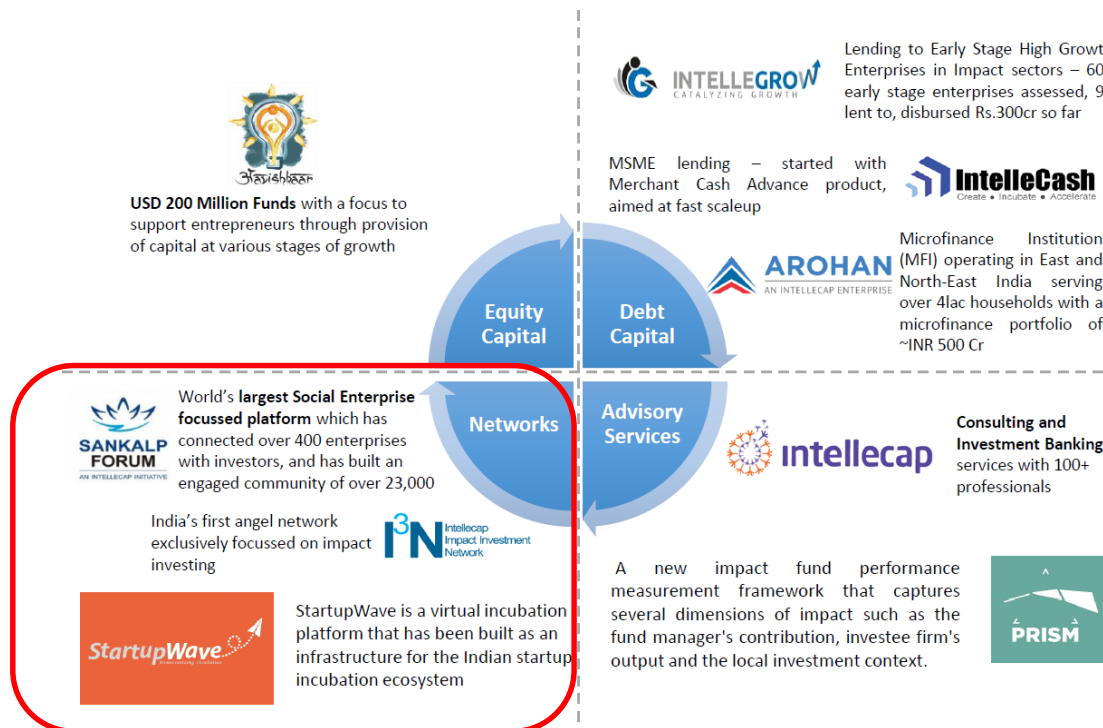 आविष्कार
USD 200 Million Funds with a focus to
support entrepreneurs through provision
of capital at various stages of growth
INTELLEGROW
CATALYZING GROWTH
Lending to Early Stage High Growt
Enterprises in Impact sectors – 60
early stage enterprises assessed, 9
lent to, disbursed Rs.300cr so far
MSME lending – started with
Merchant Cash Advance product,
aimed at fast scaleup
IntelleCash
Create • Incubate • Accelerate
AROHAN
AN INTELLECAP ENTERPRISE
Microfinance Institution
(MFI) operating in East and
North-East India serving
over 4lac households with a
microfinance portfolio of
~INR 500 Cr
Equity
Capital
Debt
Capital
Networks
Advisory
Services
SANKALP
FORUM
AN INTELLECAP INITIATIVE
World's largest Social Enterprise
focussed platform which has
connected over 400 enterprises
with investors, and has built an
engaged community of over 23,000
India's first angel network
exclusively focussed on impact
investing
I3N
Intellecap
Impact Investment
Network
StartupWave
StartupWave is a virtual incubation
platform that has been built as an
infrastructure for the Indian startup
incubation ecosystem
intellecap
Consulting and
Investment Banking
services with 100+
professionals
A new impact fund performance
measurement framework that captures
several dimensions of impact such as the
fund manager's contribution, investee firm's
output and the local investment context.
PRISM